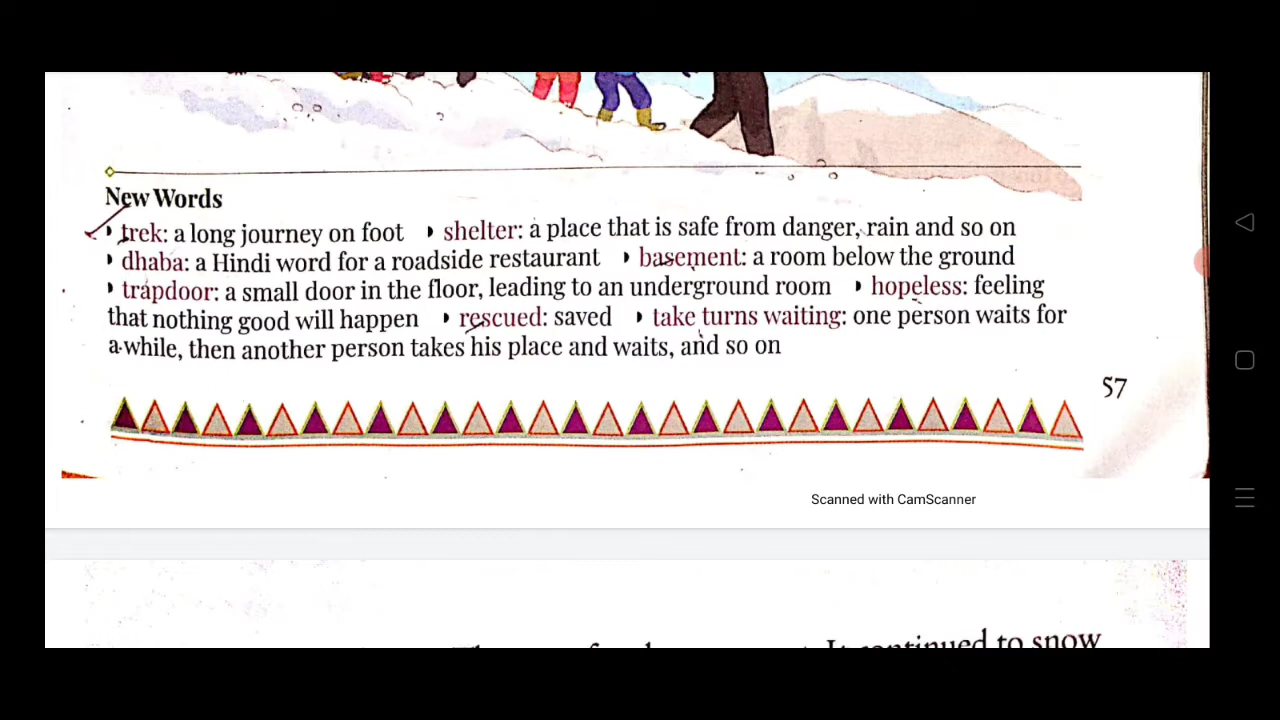 New Words
trek: a long journey on foot shelter: a place that is safe from danger, rain and so on
dhaba: a Hindi word for a roadside restaurant basement: a room below the ground
trapdoor: a small door in the floor, leading to an underground room hopeless: feeling
that nothing good will happen rescued: saved take turns waiting: one person waits for
a while, then another person takes his place and waits, and so on
57
Scanned with CamScanner
It continued to snow